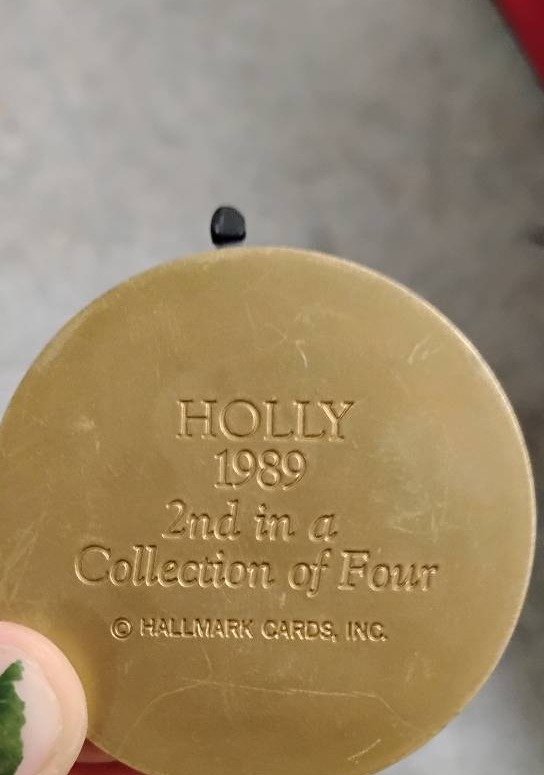 HOLLY
1989
2nd in a
Collection of Four
© HALLMARK CARDS, INC.